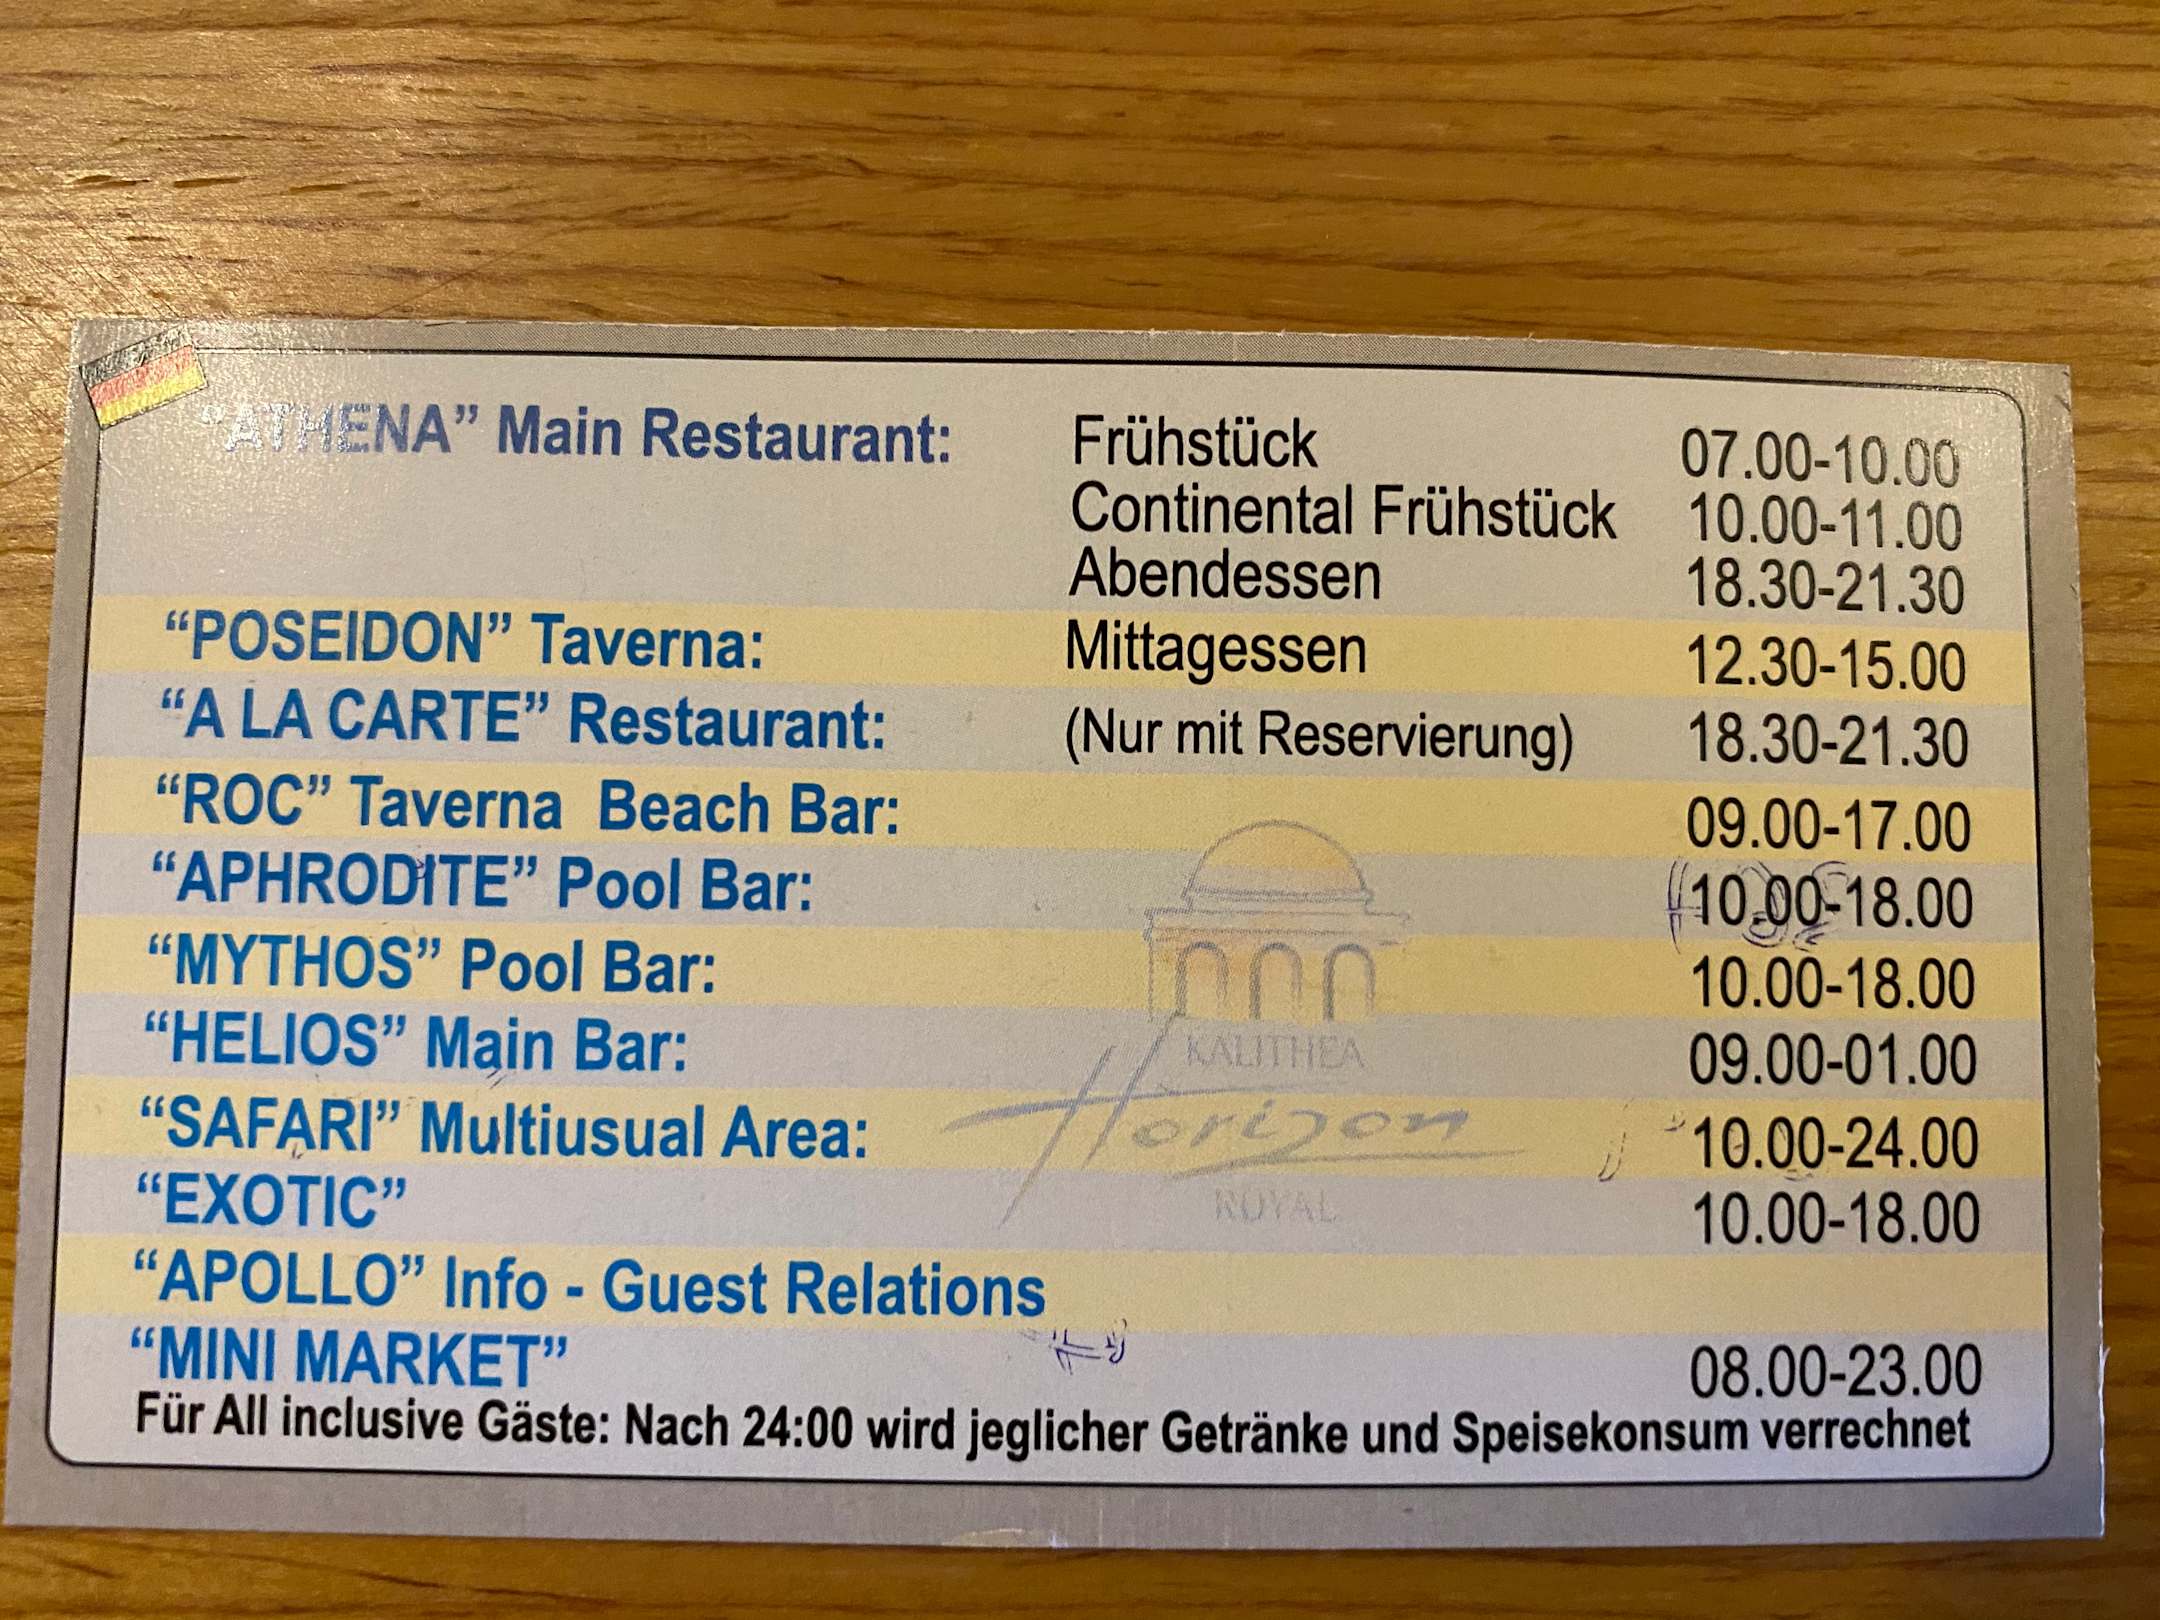 "ATHENA" Main Restaurant: Frühstück 07.00-10.00
Continental Frühstück 10.00-11.00
Abendessen 18.30-21.30
"POSEIDON" Taverna: Mittagessen 12.30-15.00
"A LA CARTE" Restaurant: (Nur mit Reservierung) 18.30-21.30
"ROC" Taverna Beach Bar: 09.00-17.00
"APHRODITE" Pool Bar: 10.00-18.00
"MYTHOS" Pool Bar: 10.00-18.00
"HELIOS" Main Bar: 09.00-01.00
"SAFARI" Multiusual Area: 10.00-24.00
"EXOTIC" 10.00-18.00
"APOLLO" Info - Guest Relations
"MINI MARKET" 08.00-23.00
Für All inclusive Gäste: Nach 24:00 wird jeglicher Getränke und Speisekonsum verrechnet
KALITHEA
Horizon
ROYAL